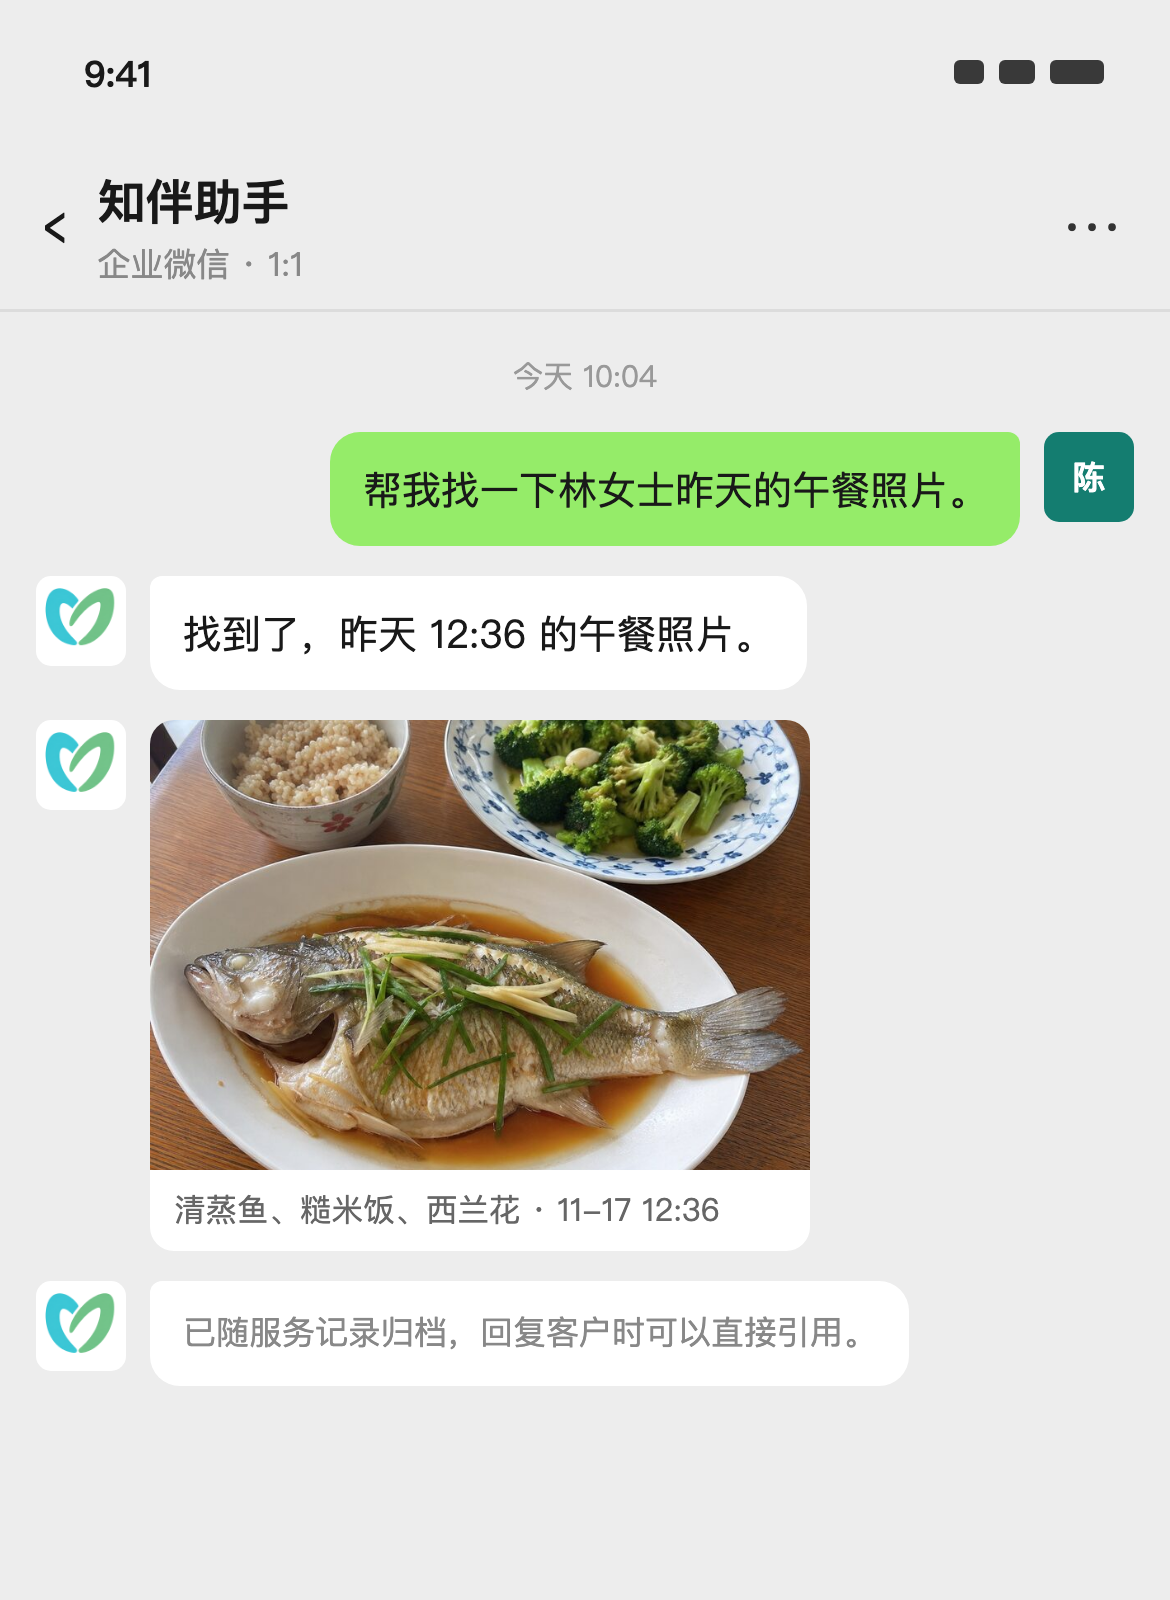 9:41
<
知伴助手
企业微信 · 1:1
今天 10:04
帮我找一下林女士昨天的午餐照片。
陈
找到了，昨天 12:36 的午餐照片。
清蒸鱼、糙米饭、西兰花 · 11–17 12:36
已随服务记录归档，回复客户时可以直接引用。